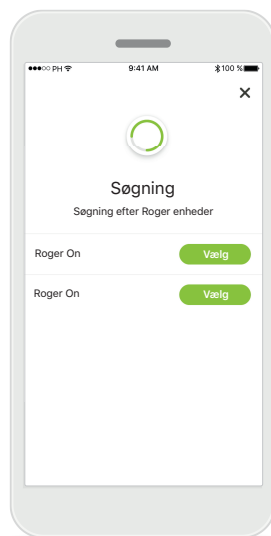 ●●●○○ PH 9:41 AM 100 %
Søgning
Søgning efter Roger enheder
Roger On Vælg
Roger On Vælg